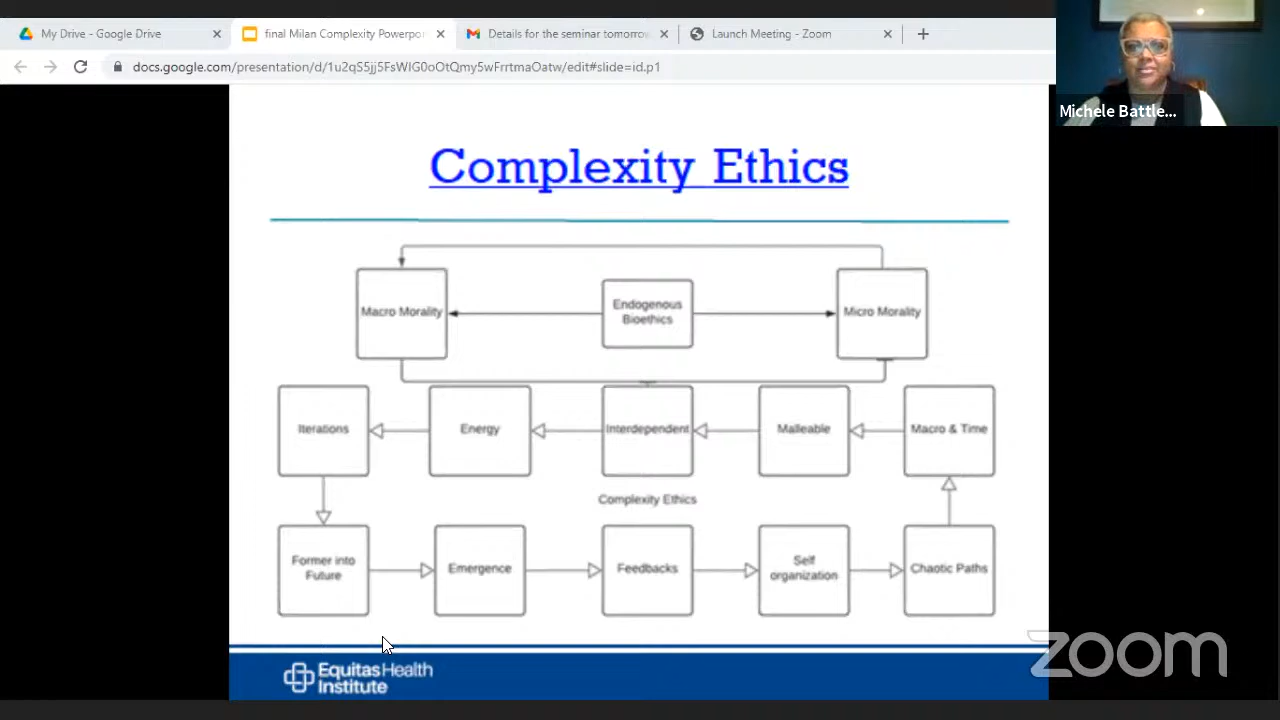 My Drive - Google Drive
final Milan Complexity Powerpoi
Details for the seminar tomorro
Launch Meeting - Zoom
docs.google.com/presentation/d/1u2qS5jj5FsWIG0oOtQmy5wFrrtmaOatw/edit#slide=id.p1
Michele Battle...
Complexity Ethics
Macro Morality
Endogenous
Bioethics
Micro Morality
Iterations
Energy
Interdependent
Malleable
Macro & Time
Complexity Ethics
Former into
Future
Emergence
Feedbacks
Self
organization
Chaotic Paths
EquitasHealth
Institute
zoom